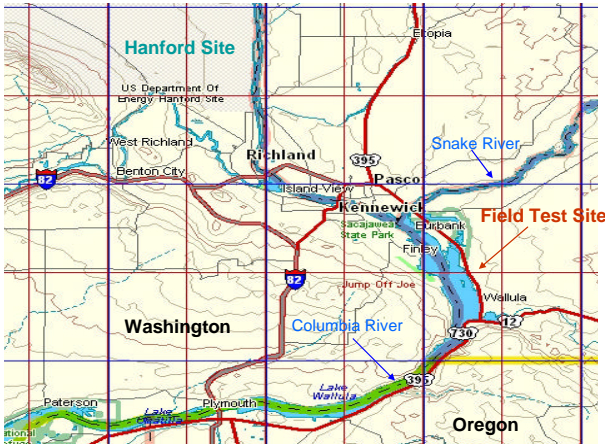 Eltopia
Hanford Site
US Department Of
Energy Hanford Site
West Richland
Richland
Snake River
395
Benton City
82
Pasco
Island View
Kennewick
Field Test Site
Sacajawea
State Park
Burbank
Finley
82
Jump Off Joe
Wallula
Washington
Columbia River
12
730
395
Lake
Wallula
Paterson
Plymouth
Lake
Umatilla
Oregon